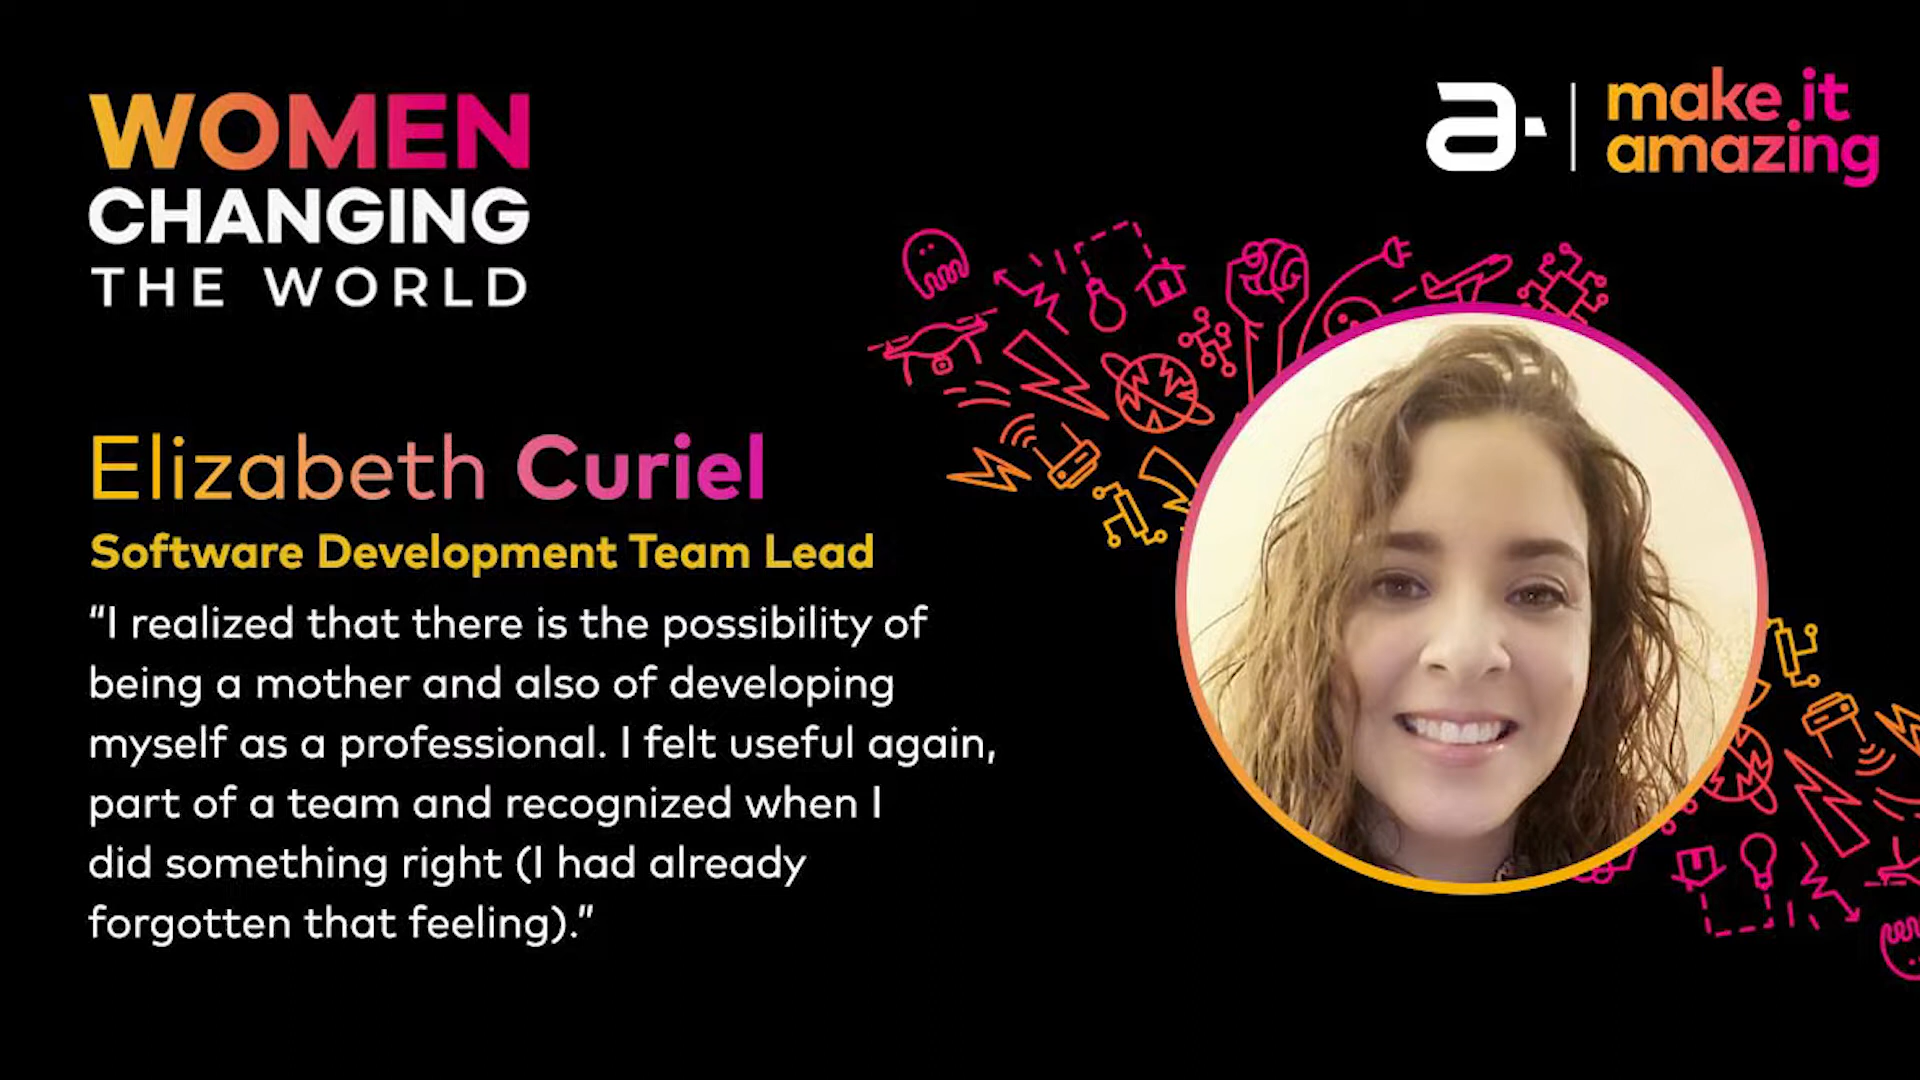 WOMEN
CHANGING
THE WORLD
a
make it
amazing
Elizabeth Curiel
Software Development Team Lead
“I realized that there is the possibility of
being a mother and also of developing
myself as a professional. I felt useful again,
part of a team and recognized when I
did something right (I had already
forgotten that feeling).”